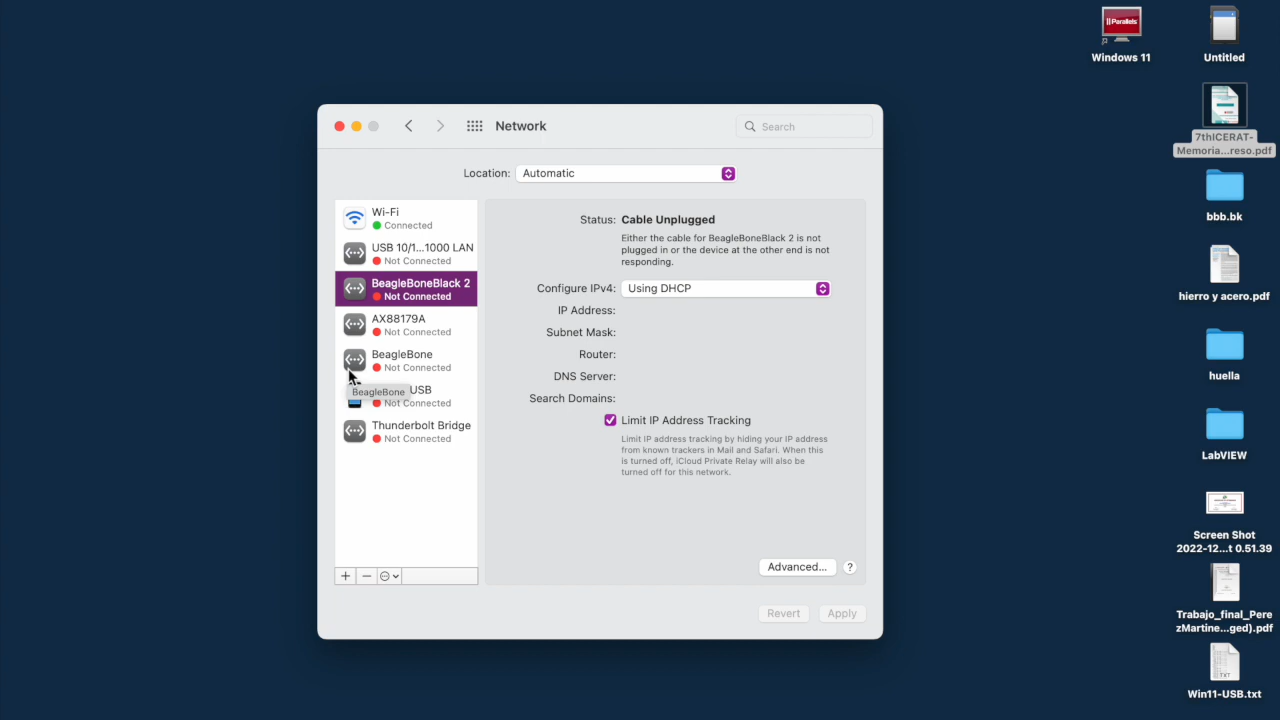 Network
Search
Location: Automatic
Wi-Fi
Connected
USB 10/1...1000 LAN
Not Connected
BeagleBoneBlack 2
Not Connected
AX88179A
Not Connected
BeagleBone
Not Connected
BeagleBone
USB
Not Connected
Thunderbolt Bridge
Not Connected
Status: Cable Unplugged
Either the cable for BeagleBoneBlack 2 is not
plugged in or the device at the other end is not
responding.
Configure IPv4: Using DHCP
IP Address:
Subnet Mask:
Router:
DNS Server:
Search Domains:
Limit IP Address Tracking
Limit IP address tracking by hiding your IP address
from known trackers in Mail and Safari. When this
is turned off, iCloud Private Relay will also be
turned off for this network.
Advanced... ?
Revert Apply
|| Parallels
Windows 11
Untitled
7thICERAT-
Memoria...reso.pdf
bbb.bk
hierro y acero.pdf
huella
LabVIEW
Screen Shot
2022-12...t 0.51.39
Trabajo_final_Pere
zMartine...ged).pdf
TXT
Win11-USB.txt